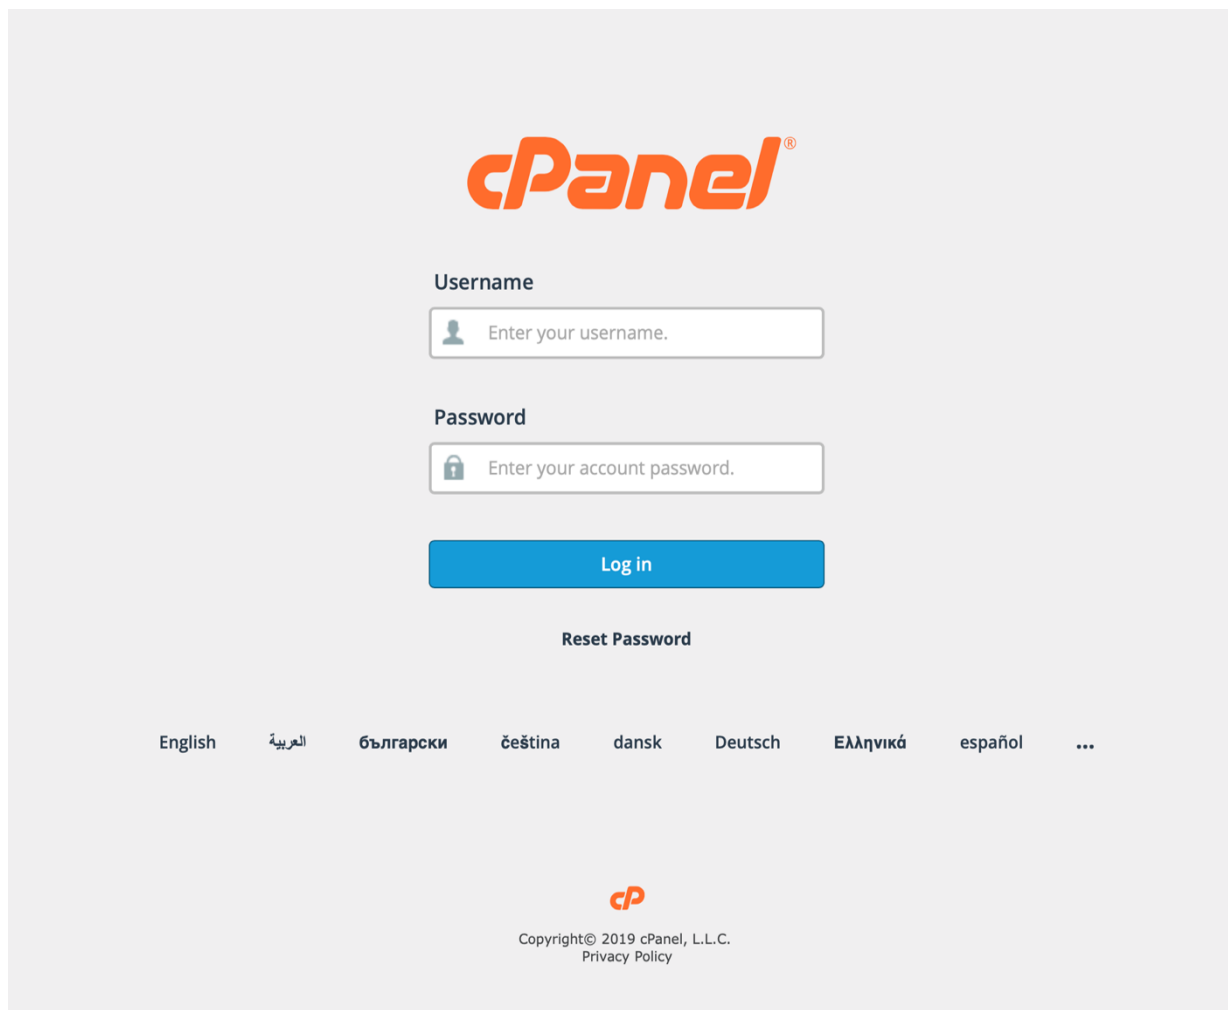 cPanel®
Username
Enter your username.
Password
Enter your account password.
Log in
Reset Password
English العربية български čeština dansk Deutsch Ελληνικά español ...
cP
Copyright© 2019 cPanel, L.L.C.
Privacy Policy